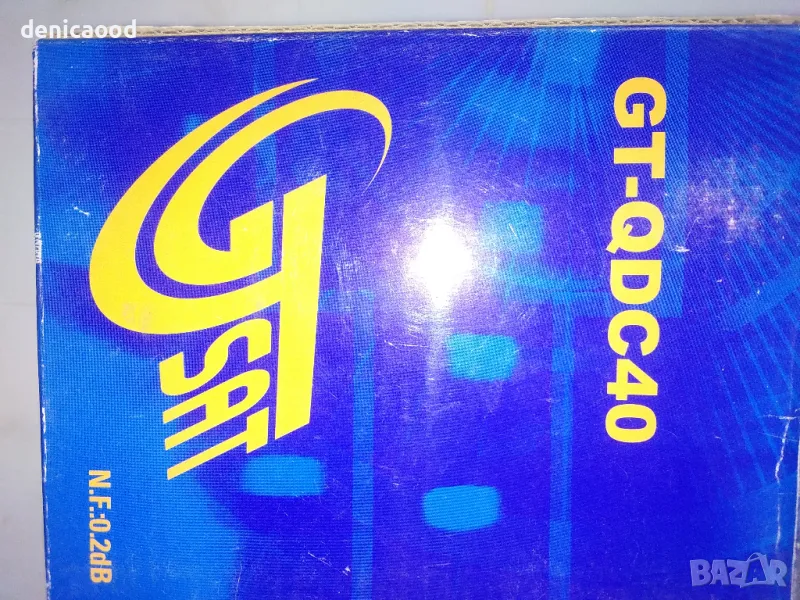 denicaood
GT-QDC40
GT
SAT
N.F.:0.2dB
BAZAR